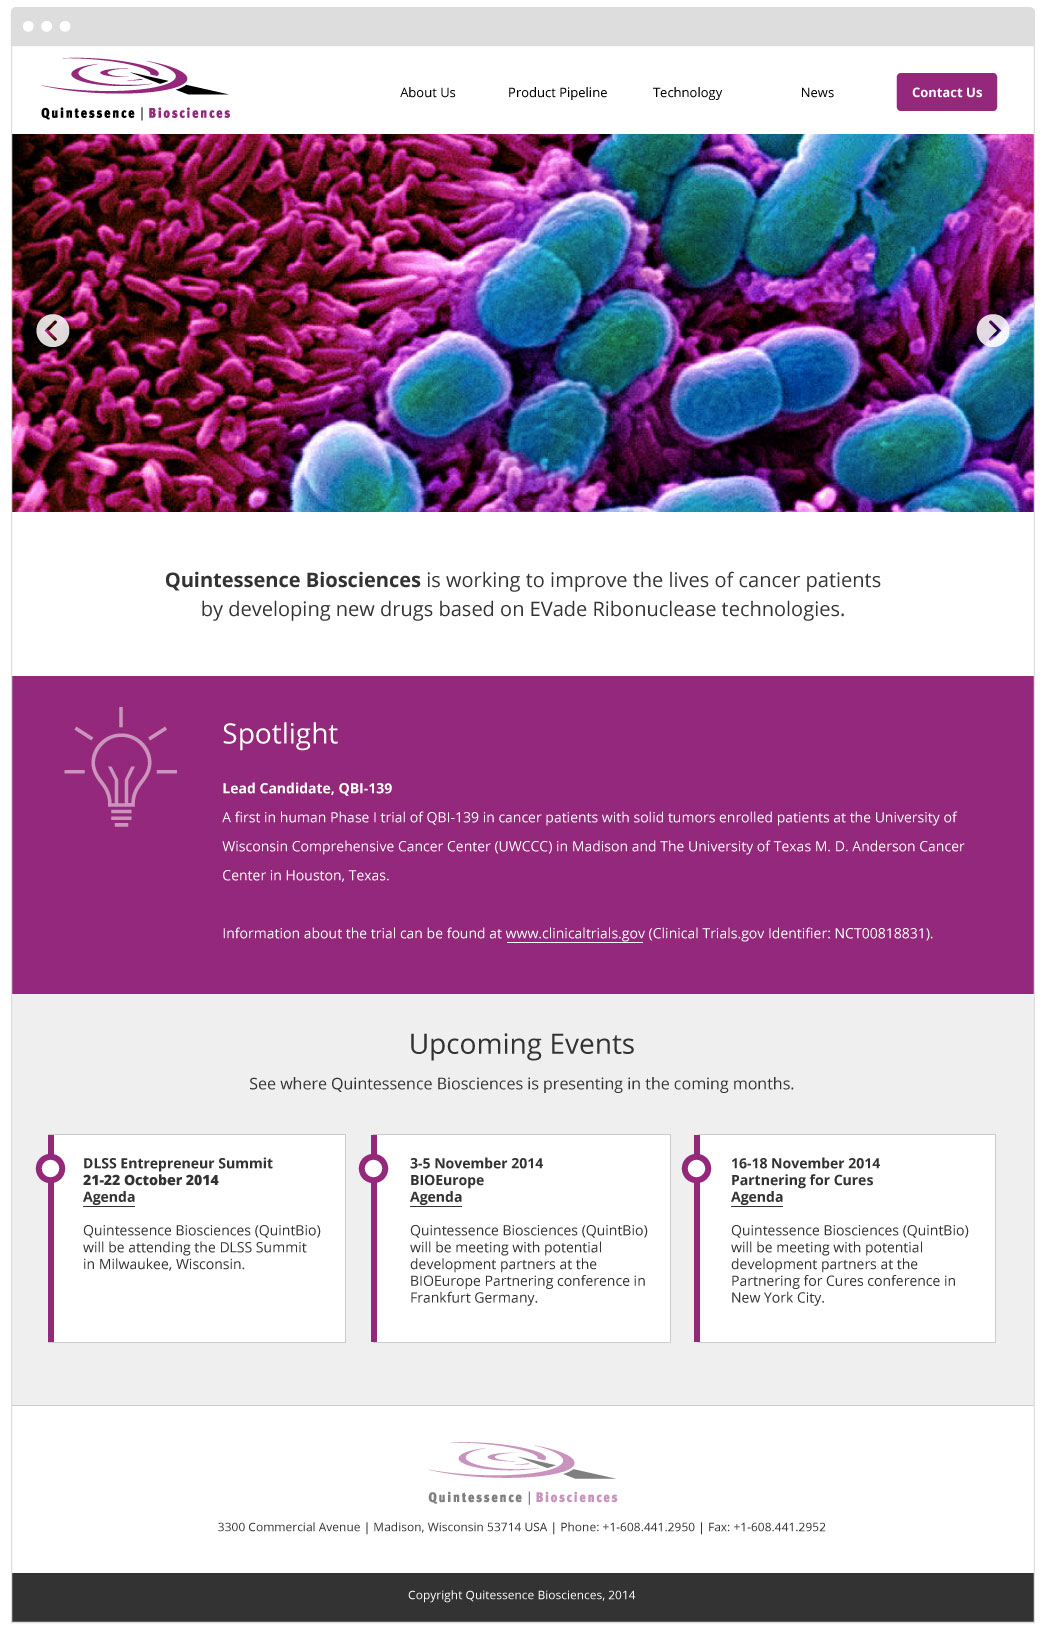 Quintessence | Biosciences
About Us
Product Pipeline
Technology
News
Contact Us
Quintessence Biosciences is working to improve the lives of cancer patients
by developing new drugs based on EVade Ribonuclease technologies.
Spotlight
Lead Candidate, QBI-139
A first in human Phase I trial of QBI-139 in cancer patients with solid tumors enrolled patients at the University of
Wisconsin Comprehensive Cancer Center (UWCCC) in Madison and The University of Texas M. D. Anderson Cancer
Center in Houston, Texas.
Information about the trial can be found at www.clinicaltrials.gov (Clinical Trials.gov Identifier: NCT00818831).
Upcoming Events
See where Quintessence Biosciences is presenting in the coming months.
DLSS Entrepreneur Summit
21-22 October 2014
Agenda
Quintessence Biosciences (QuintBio)
will be attending the DLSS Summit
in Milwaukee, Wisconsin.
3-5 November 2014
BIOEurope
Agenda
Quintessence Biosciences (QuintBio)
will be meeting with potential
development partners at the
BIOEurope Partnering conference in
Frankfurt Germany.
16-18 November 2014
Partnering for Cures
Agenda
Quintessence Biosciences (QuintBio)
will be meeting with potential
development partners at the
Partnering for Cures conference in
New York City.
Quintessence | Biosciences
3300 Commercial Avenue | Madison, Wisconsin 53714 USA | Phone: +1-608.441.2950 | Fax: +1-608.441.2952
Copyright Quitessence Biosciences, 2014